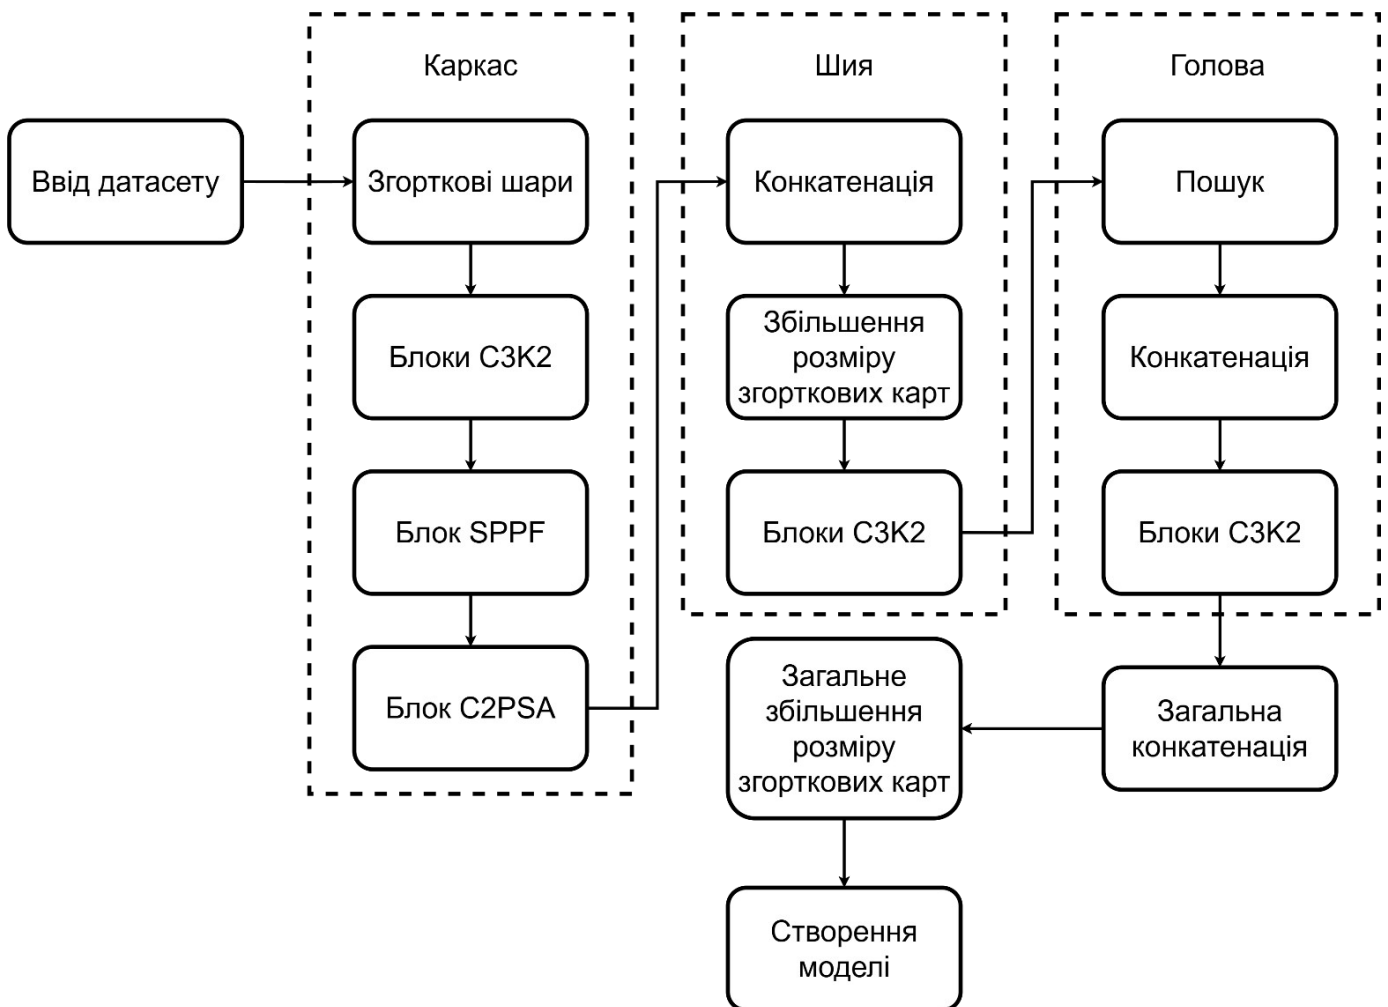 Каркас
Шия
Голова
Ввід датасету
Згорткові шари
Конкатенація
Пошук
Блоки C3K2
Збільшення
розміру
згорткових карт
Конкатенація
Блок SPPF
Блоки C3K2
Блоки C3K2
Блок C2PSA
Загальне
збільшення
розміру
згорткових карт
Загальна
конкатенація
Створення
моделі